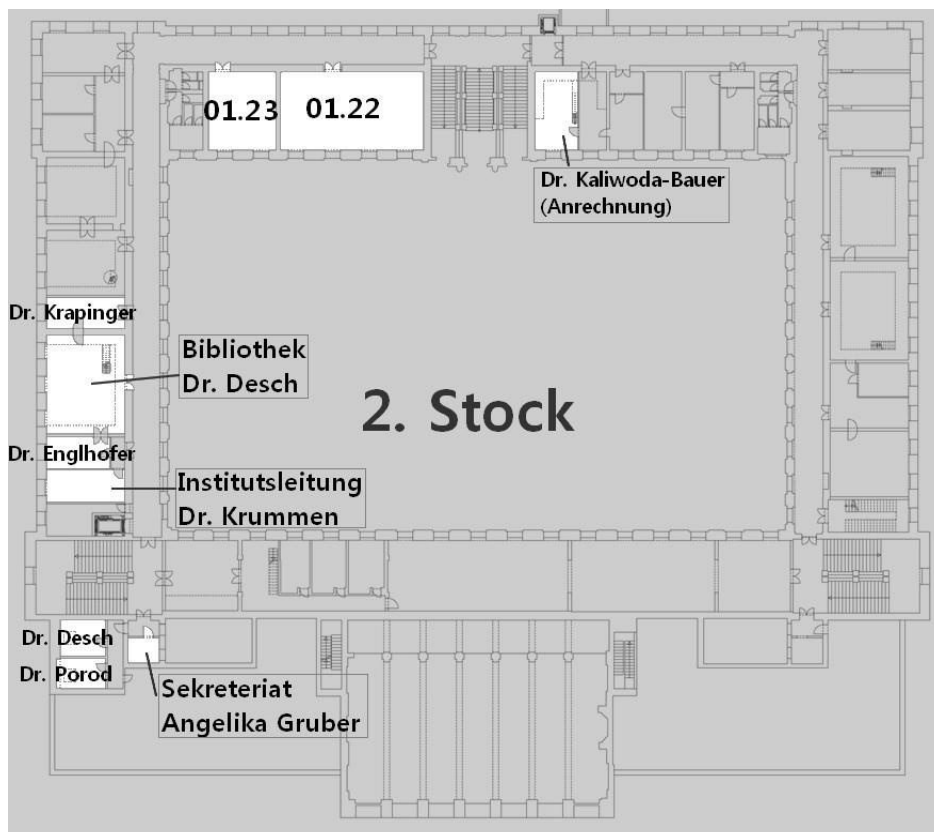 01.23
01.22
Dr. Kaliwoda-Bauer
(Anrechnung)
Dr. Krapinger
Bibliothek
Dr. Desch
2. Stock
Dr. Englhofer
Institutsleitung
Dr. Krummen
Dr. Desch
Dr. Porod
Sekreteriat
Angelika Gruber